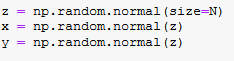 z = np.random.normal(size=N)
x = np.random.normal(z)
y = np.random.normal(z)